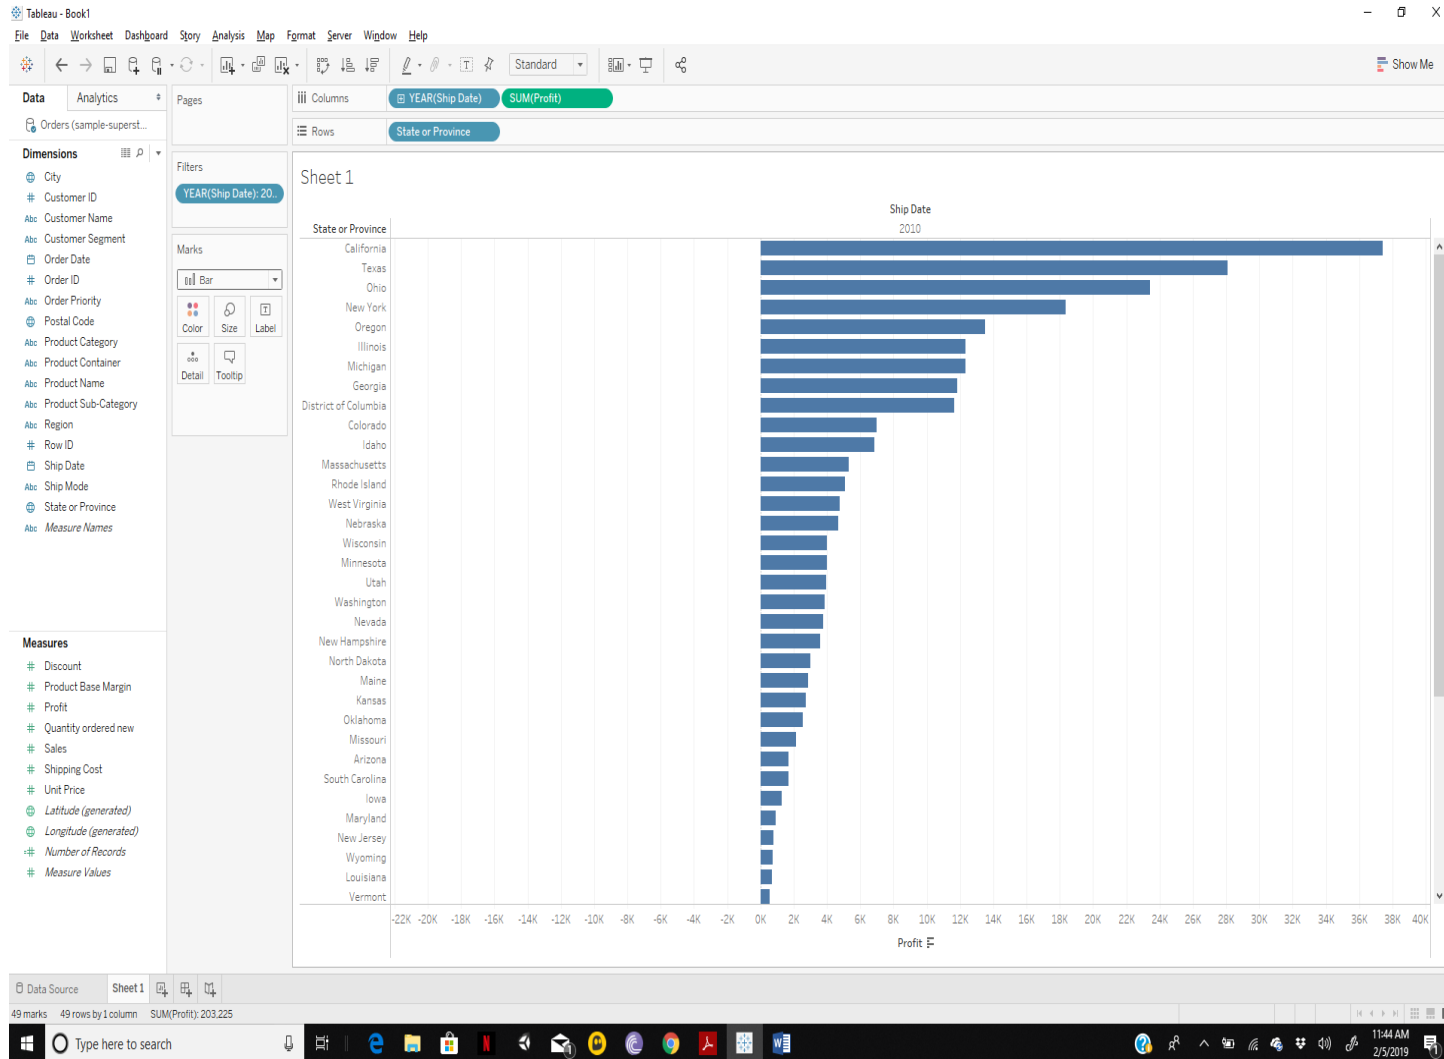 Tableau - Book1
File Data Worksheet Dashboard Story Analysis Map Format Server Window Help
Standard
Show Me
Data Analytics
Orders (sample-superst...
Dimensions
City
Customer ID
Abc Customer Name
Abc Customer Segment
Order Date
Order ID
Abc Order Priority
Postal Code
Abc Product Category
Abc Product Container
Abc Product Name
Abc Product Sub-Category
Abc Region
Row ID
Ship Date
Abc Ship Mode
State or Province
Abc Measure Names
Measures
Discount
Product Base Margin
Profit
Quantity ordered new
Sales
Shipping Cost
Unit Price
Latitude (generated)
Longitude (generated)
Number of Records
Measure Values
Pages
Filters
YEAR(Ship Date): 20..
Marks
Bar
Color Size Label
Detail Tooltip
Columns YEAR(Ship Date) SUM(Profit)
Rows State or Province
Sheet 1
Ship Date
State or Province 2010
California
Texas
Ohio
New York
Oregon
Illinois
Michigan
Georgia
District of Columbia
Colorado
Idaho
Massachusetts
Rhode Island
West Virginia
Nebraska
Wisconsin
Minnesota
Utah
Washington
Nevada
New Hampshire
North Dakota
Maine
Kansas
Oklahoma
Missouri
Arizona
South Carolina
Iowa
Maryland
New Jersey
Wyoming
Louisiana
Vermont
-22K -20K -18K -16K -14K -12K -10K -8K -6K -4K -2K 0K 2K 4K 6K 8K 10K 12K 14K 16K 18K 20K 22K 24K 26K 28K 30K 32K 34K 36K 38K 40K
Profit
Data Source Sheet 1
49 marks 49 rows by 1 column SUM(Profit): 203,225
Type here to search
11:44 AM
2/5/2019